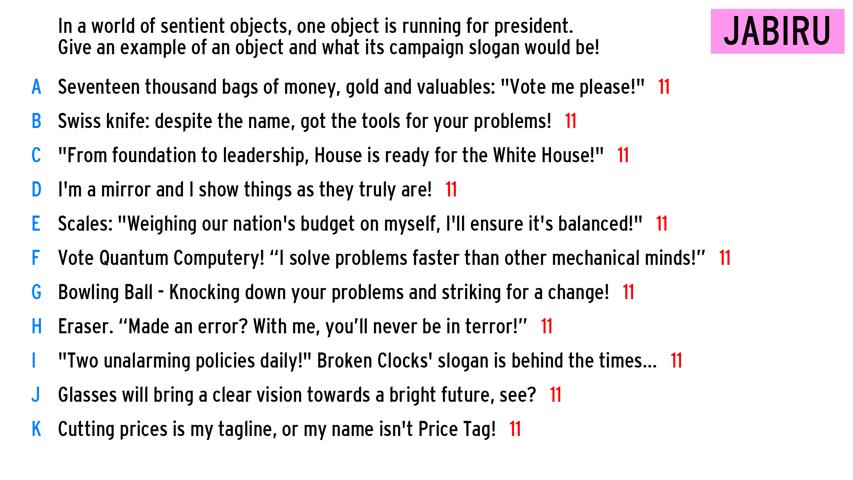 In a world of sentient objects, one object is running for president.
Give an example of an object and what its campaign slogan would be!
JABIRU
A Seventeen thousand bags of money, gold and valuables: "Vote me please!" 11
B Swiss knife: despite the name, got the tools for your problems! 11
C "From foundation to leadership, House is ready for the White House!" 11
D I'm a mirror and I show things as they truly are! 11
E Scales: "Weighing our nation's budget on myself, I'll ensure it's balanced!" 11
F Vote Quantum Computery! “I solve problems faster than other mechanical minds!” 11
G Bowling Ball - Knocking down your problems and striking for a change! 11
H Eraser. “Made an error? With me, you’ll never be in terror!” 11
I "Two unalarming policies daily!" Broken Clocks' slogan is behind the times... 11
J Glasses will bring a clear vision towards a bright future, see? 11
K Cutting prices is my tagline, or my name isn't Price Tag! 11